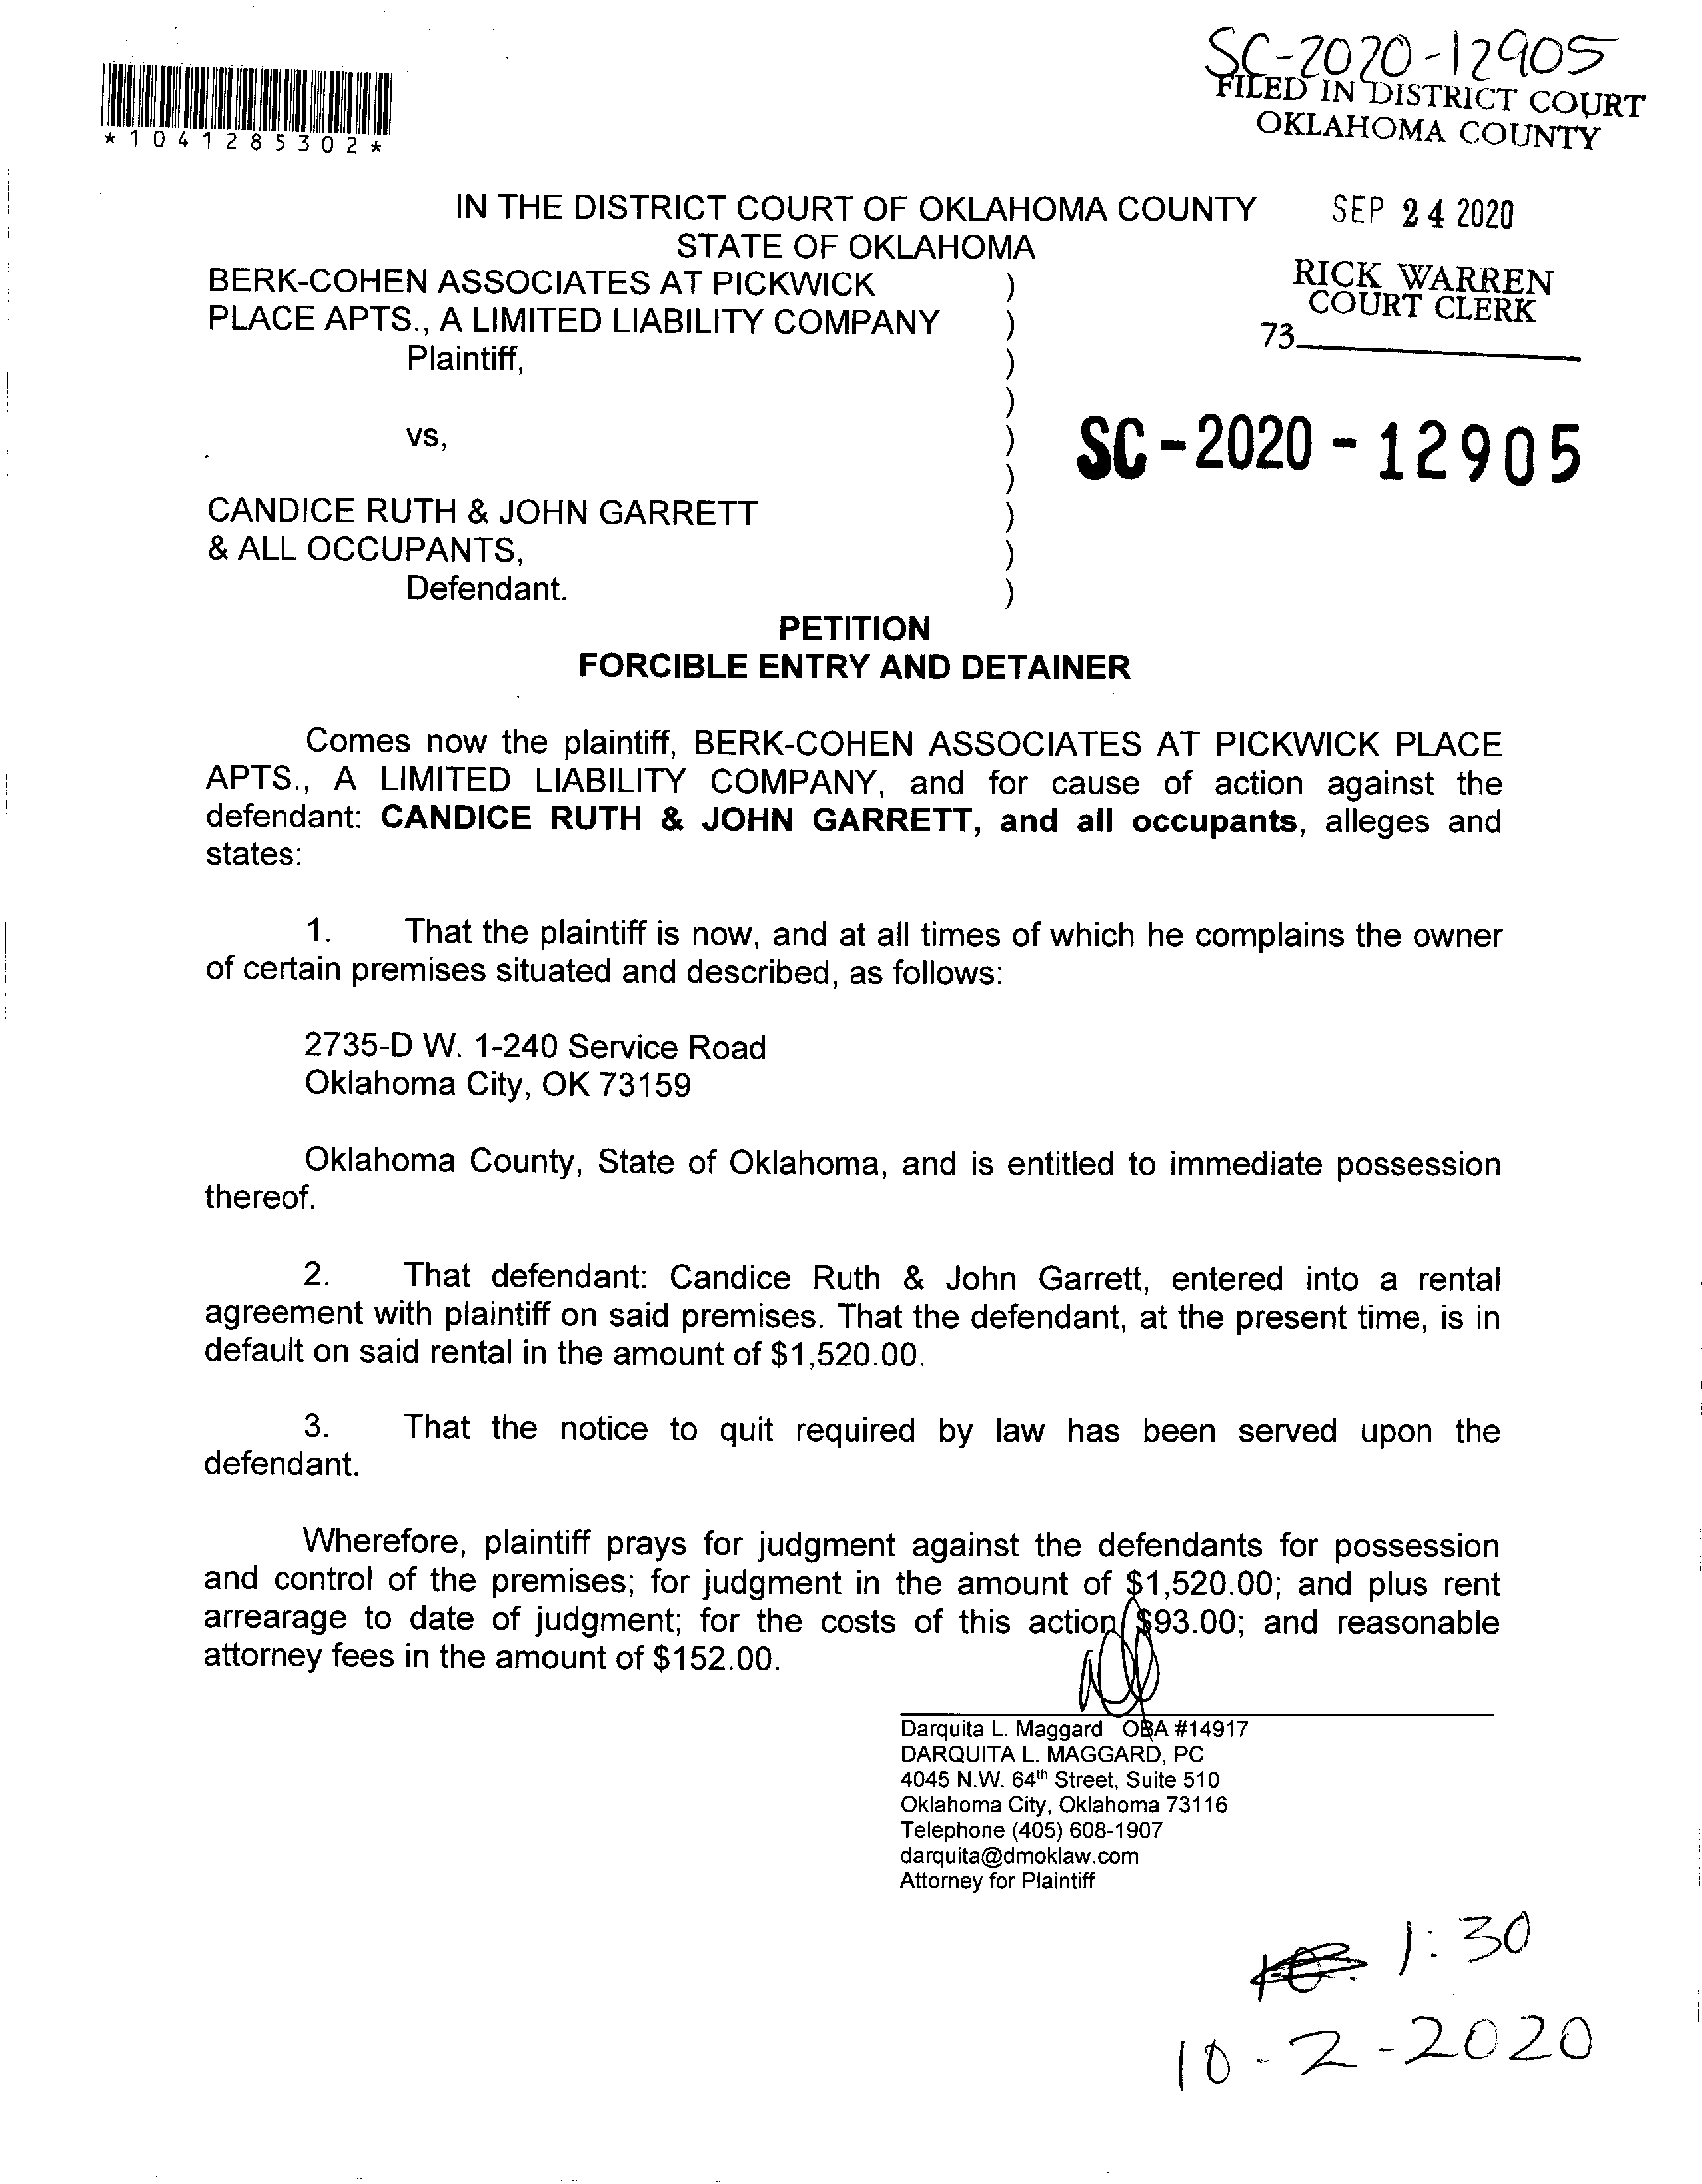 SC-2020-12905
FILED IN DISTRICT COURT
OKLAHOMA COUNTY
*1041285302*
IN THE DISTRICT COURT OF OKLAHOMA COUNTY
STATE OF OKLAHOMA
SEP 24 2020
RICK WARREN
COURT CLERK
73
BERK-COHEN ASSOCIATES AT PICKWICK )
PLACE APTS., A LIMITED LIABILITY COMPANY )
Plaintiff, )
)
vs, )
)
SC-2020-12905
CANDICE RUTH & JOHN GARRETT )
& ALL OCCUPANTS, )
Defendant. )
PETITION
FORCIBLE ENTRY AND DETAINER
Comes now the plaintiff, BERK-COHEN ASSOCIATES AT PICKWICK PLACE
APTS., A LIMITED LIABILITY COMPANY, and for cause of action against the
defendant: CANDICE RUTH & JOHN GARRETT, and all occupants, alleges and
states:
1. That the plaintiff is now, and at all times of which he complains the owner
of certain premises situated and described, as follows:
2735-D W. 1-240 Service Road
Oklahoma City, OK 73159
Oklahoma County, State of Oklahoma, and is entitled to immediate possession
thereof.
2. That defendant: Candice Ruth & John Garrett, entered into a rental
agreement with plaintiff on said premises. That the defendant, at the present time, is in
default on said rental in the amount of $1,520.00.
3. That the notice to quit required by law has been served upon the
defendant.
Wherefore, plaintiff prays for judgment against the defendants for possession
and control of the premises; for judgment in the amount of $1,520.00; and plus rent
arrearage to date of judgment; for the costs of this action $93.00; and reasonable
attorney fees in the amount of $152.00.
Darquita L. Maggard OBA #14917
DARQUITA L. MAGGARD, PC
4045 N.W. 64th Street, Suite 510
Oklahoma City, Oklahoma 73116
Telephone (405) 608-1907
darquita@dmoklaw.com
Attorney for Plaintiff
1:30
10-2-2020